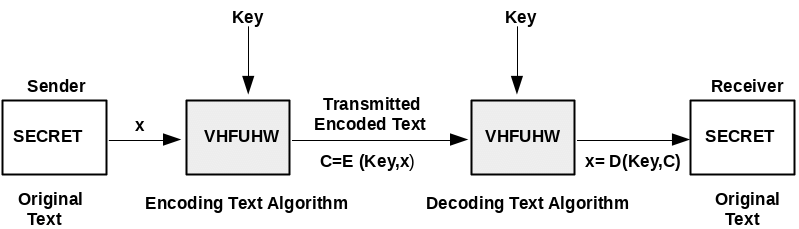 Key
Key
Sender
Receiver
SECRET
x
VHFUHW
Transmitted
Encoded Text
C=E (Key,x)
VHFUHW
x= D(Key,C)
SECRET
Original
Text
Encoding Text Algorithm
Decoding Text Algorithm
Original
Text